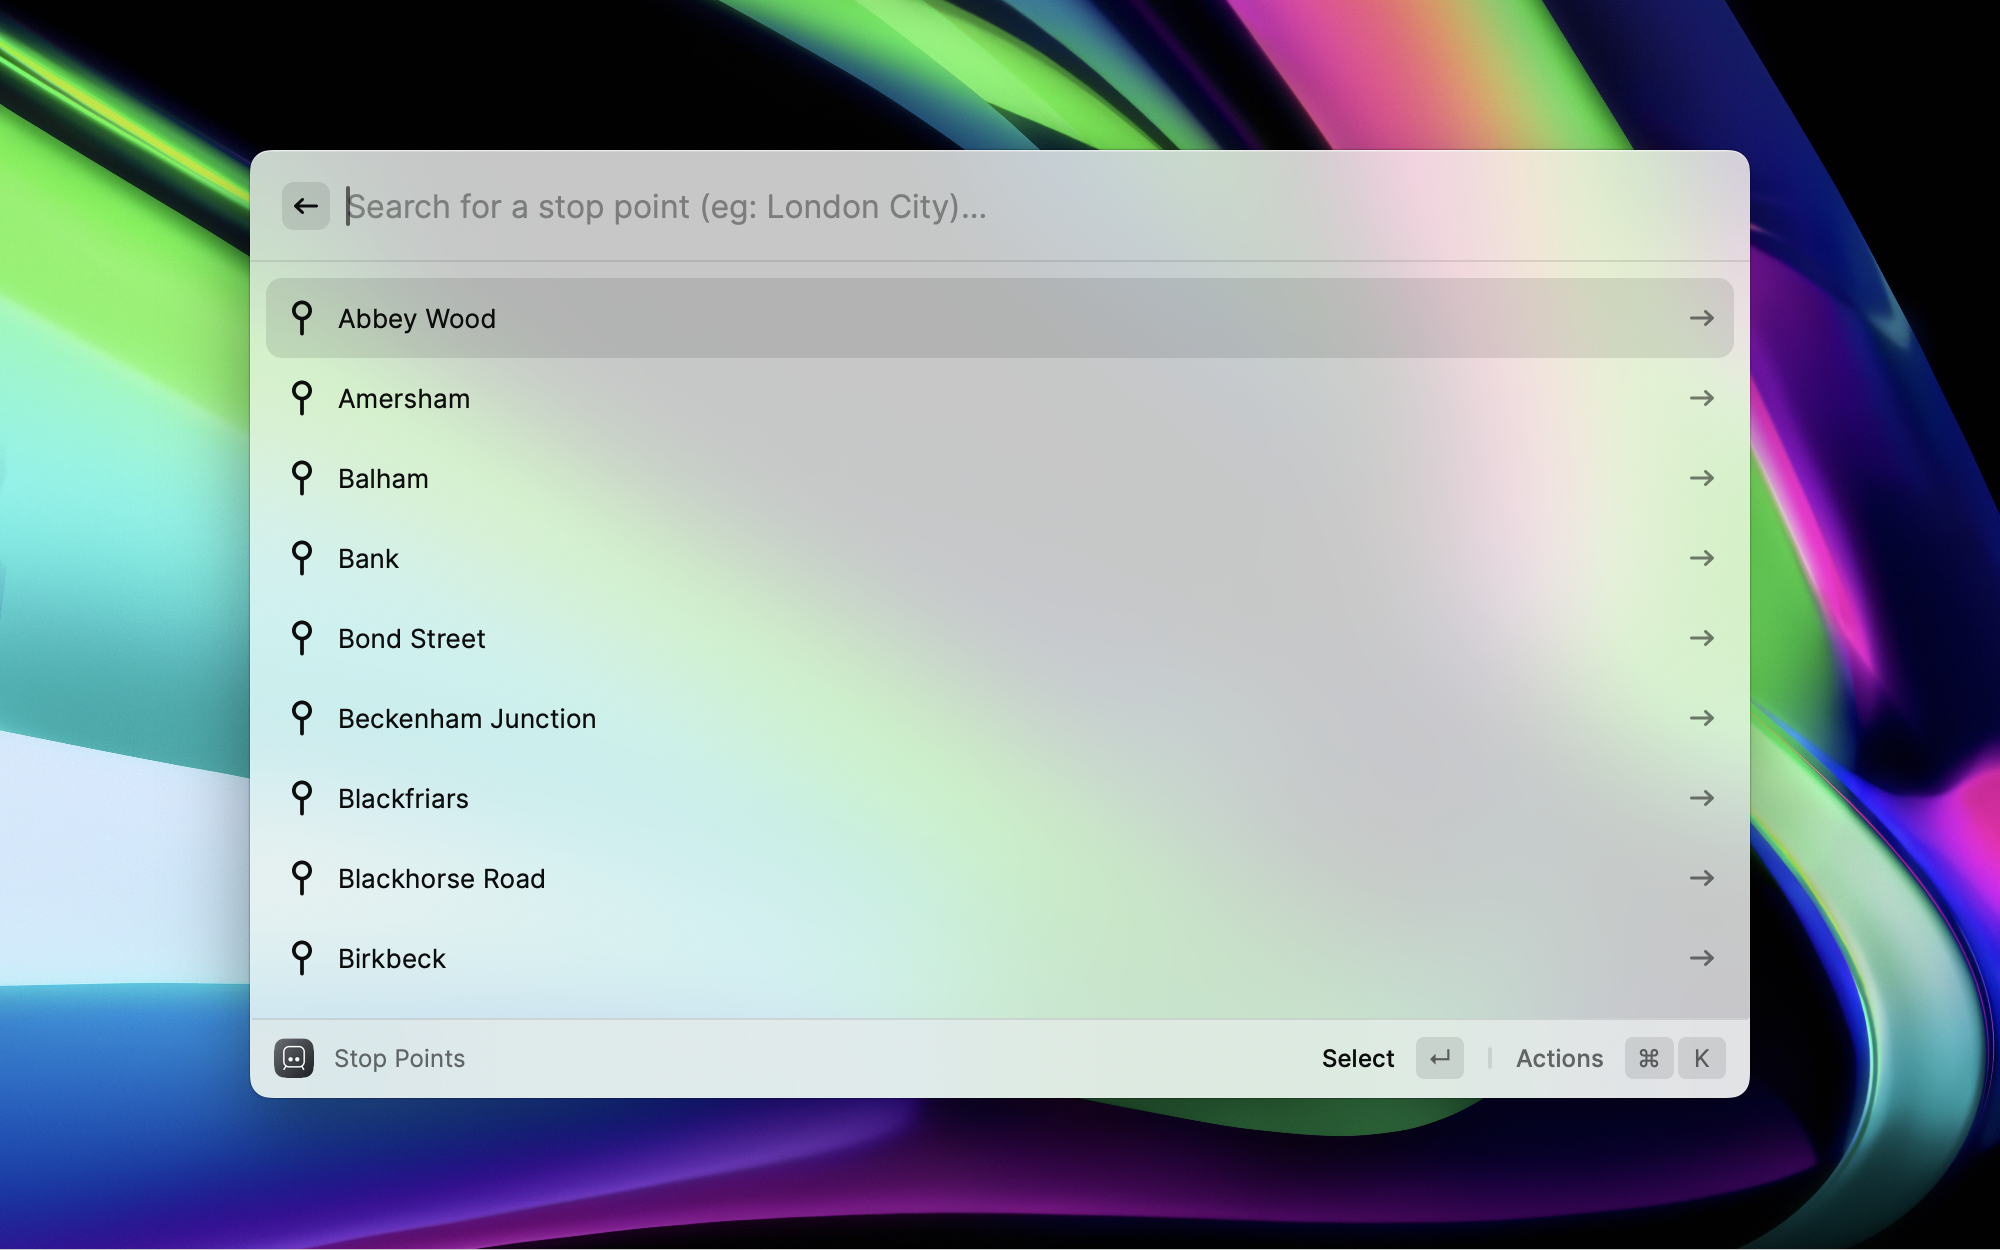 Search for a stop point (eg: London City)...
Abbey Wood
Amersham
Balham
Bank
Bond Street
Beckenham Junction
Blackfriars
Blackhorse Road
Birkbeck
Stop Points Select Actions ⌘ K